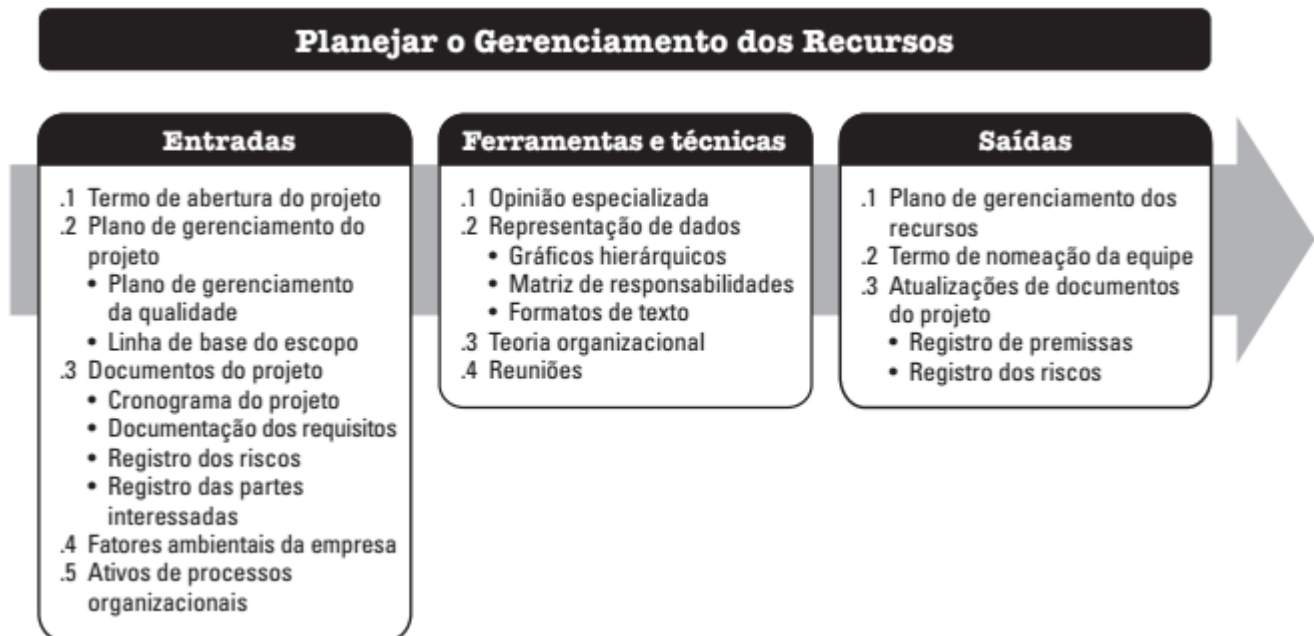 Planejar o Gerenciamento dos Recursos
Entradas
.1 Termo de abertura do projeto
.2 Plano de gerenciamento do
projeto
• Plano de gerenciamento
da qualidade
• Linha de base do escopo
.3 Documentos do projeto
• Cronograma do projeto
• Documentação dos requisitos
• Registro dos riscos
• Registro das partes
interessadas
.4 Fatores ambientais da empresa
.5 Ativos de processos
organizacionais
Ferramentas e técnicas
.1 Opinião especializada
.2 Representação de dados
• Gráficos hierárquicos
• Matriz de responsabilidades
• Formatos de texto
.3 Teoria organizacional
.4 Reuniões
Saídas
.1 Plano de gerenciamento dos
recursos
.2 Termo de nomeação da equipe
.3 Atualizações de documentos
do projeto
• Registro de premissas
• Registro dos riscos